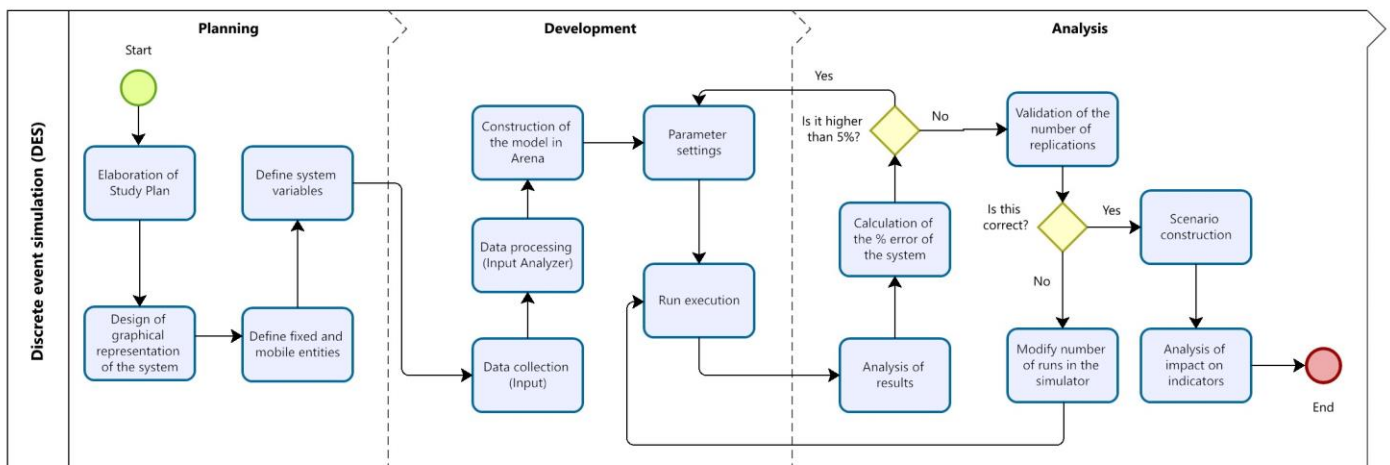 Discrete event simulation (DES)
Planning
Development
Analysis
Start
Elaboration of
Study Plan
Design of
graphical
representation
of the system
Define fixed and
mobile entities
Define system
variables
Data collection
(Input)
Data processing
(Input Analyzer)
Construction of
the model in
Arena
Parameter
settings
Run execution
Analysis of
results
Calculation of
the % error of
the system
Is it higher
than 5%?
Yes
No
Validation of the
number of
replications
Is this
correct?
Yes
No
Modify number
of runs in the
simulator
Scenario
construction
Analysis of
impact on
indicators
End